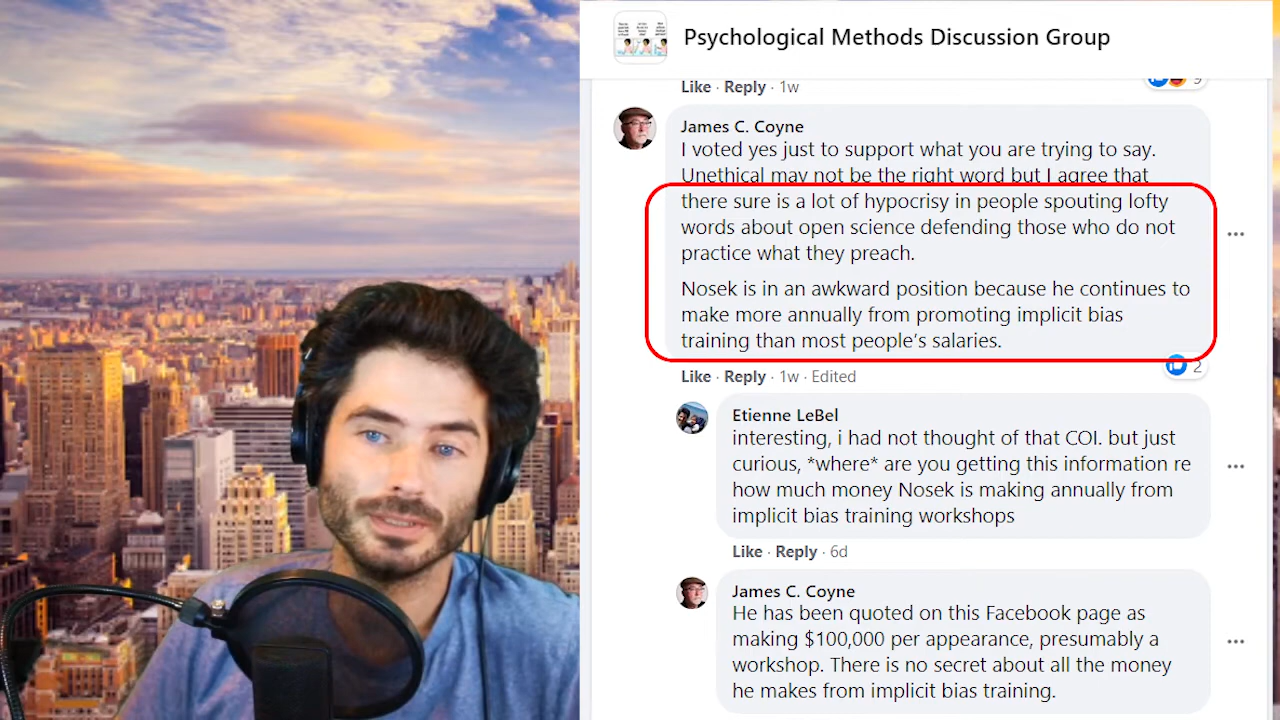 Psychological Methods Discussion Group
Like · Reply · 1w
9
James C. Coyne
I voted yes just to support what you are trying to say.
Unethical may not be the right word but I agree that
there sure is a lot of hypocrisy in people spouting lofty
words about open science defending those who do not
practice what they preach.
Nosek is in an awkward position because he continues to
make more annually from promoting implicit bias
training than most people's salaries.
Like · Reply · 1w · Edited
2
Etienne LeBel
interesting, i had not thought of that COI. but just
curious, *where* are you getting this information re
how much money Nosek is making annually from
implicit bias training workshops
Like · Reply · 6d
James C. Coyne
He has been quoted on this Facebook page as
making $100,000 per appearance, presumably a
workshop. There is no secret about all the money
he makes from implicit bias training.